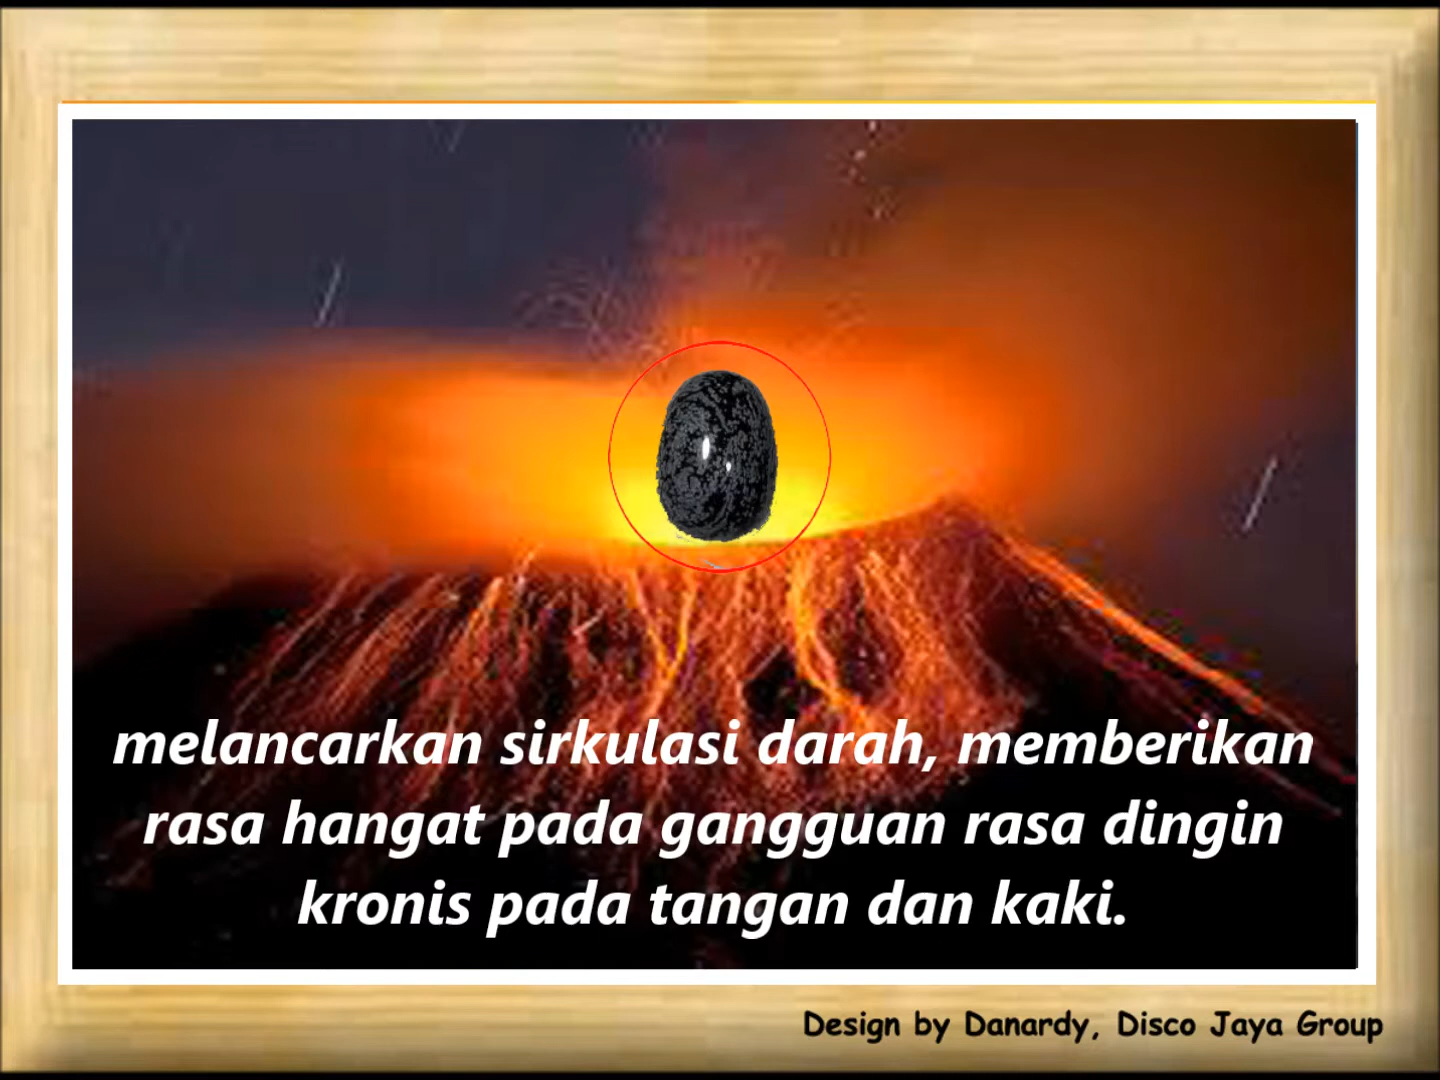 melancarkan sirkulasi darah, memberikan
rasa hangat pada gangguan rasa dingin
kronis pada tangan dan kaki.
Design by Danardy, Disco Jaya Group